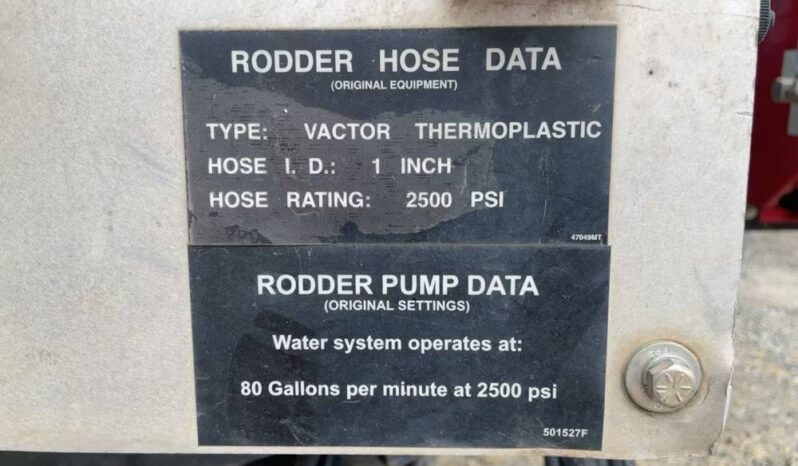 RODDER HOSE DATA
(ORIGINAL EQUIPMENT)
TYPE: VACTOR THERMOPLASTIC
HOSE I. D.: 1 INCH
HOSE RATING: 2500 PSI
47049MT
RODDER PUMP DATA
(ORIGINAL SETTINGS)
Water system operates at:
80 Gallons per minute at 2500 psi
501527F